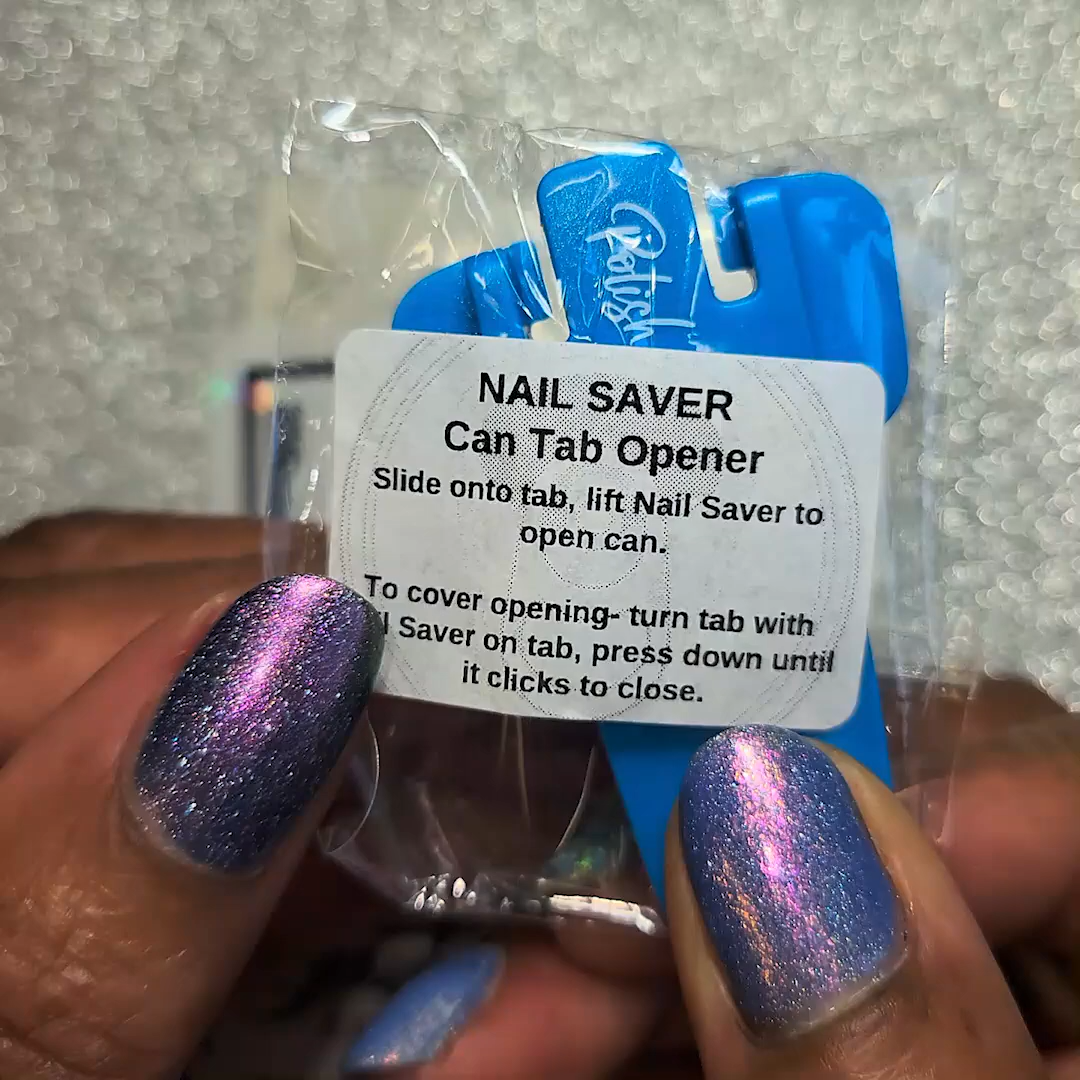 Polish
NAIL SAVER
Can Tab Opener
Slide onto tab, lift Nail Saver to
open can.
To cover opening- turn tab with
Saver on tab, press down until
it clicks to close.